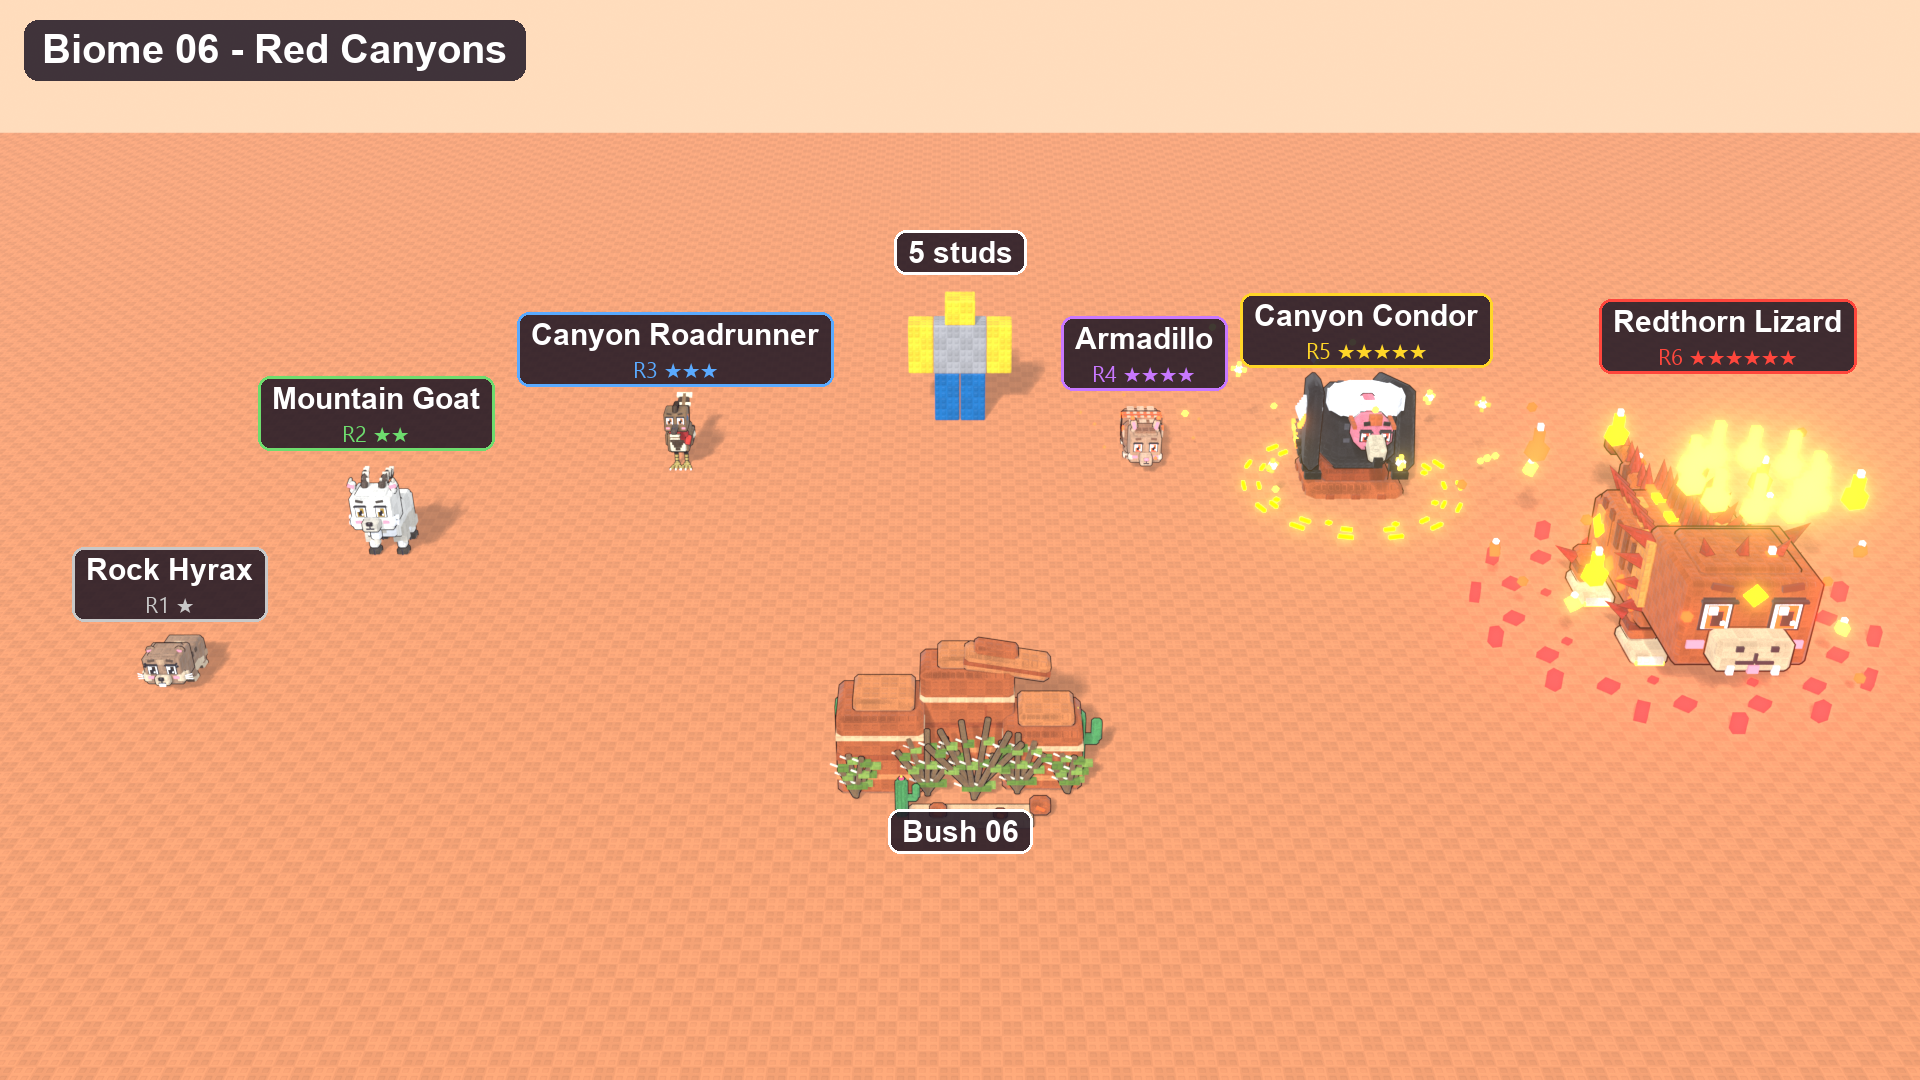 Biome 06 - Red Canyons
5 studs
Canyon Roadrunner
R3 ★★★
Armadillo
R4 ★★★★
Canyon Condor
R5 ★★★★★
Redthorn Lizard
R6 ★★★★★★
Mountain Goat
R2 ★★
Rock Hyrax
R1 ★
Bush 06